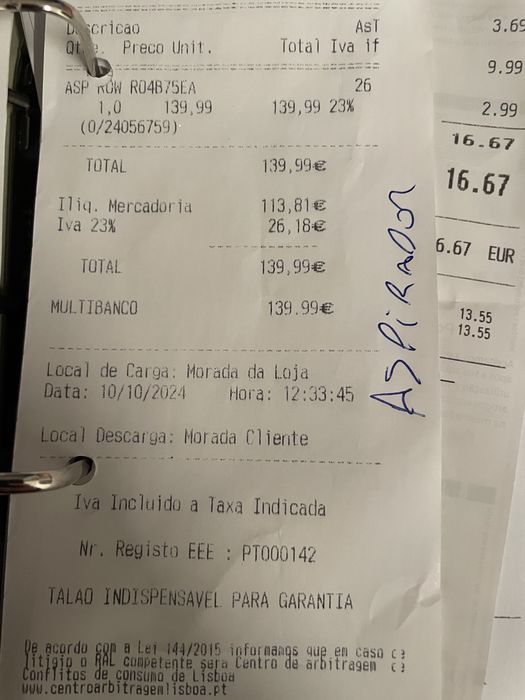 Descricao AsT
Qt. Preco Unit. Total Iva if
ASP ROW RO4B75EA 26
1,0 139,99 139,99 23%
(0/24056759)
TOTAL 139,99€
Iliq. Mercadoria 113,81€
Iva 23% 26,18€
TOTAL 139,99€
MULTIBANCO 139.99€
Local de Carga: Morada da Loja
Data: 10/10/2024 Hora: 12:33:45
Local Descarga: Morada Cliente
Iva Incluido a Taxa Indicada
Nr. Registo EEE : PT000142
TALAO INDISPENSAVEL PARA GARANTIA
De acordo com a Lei 144/2015 informamos que em caso
litigio o RAL competente sera Centro de arbitragem
Conflitos de consumo de Lisboa
www.centroarbitragemlisboa.pt
ASPiRADOR
3.69
9.99
2.99
16.67
16.67
6.67 EUR
13.55
13.55